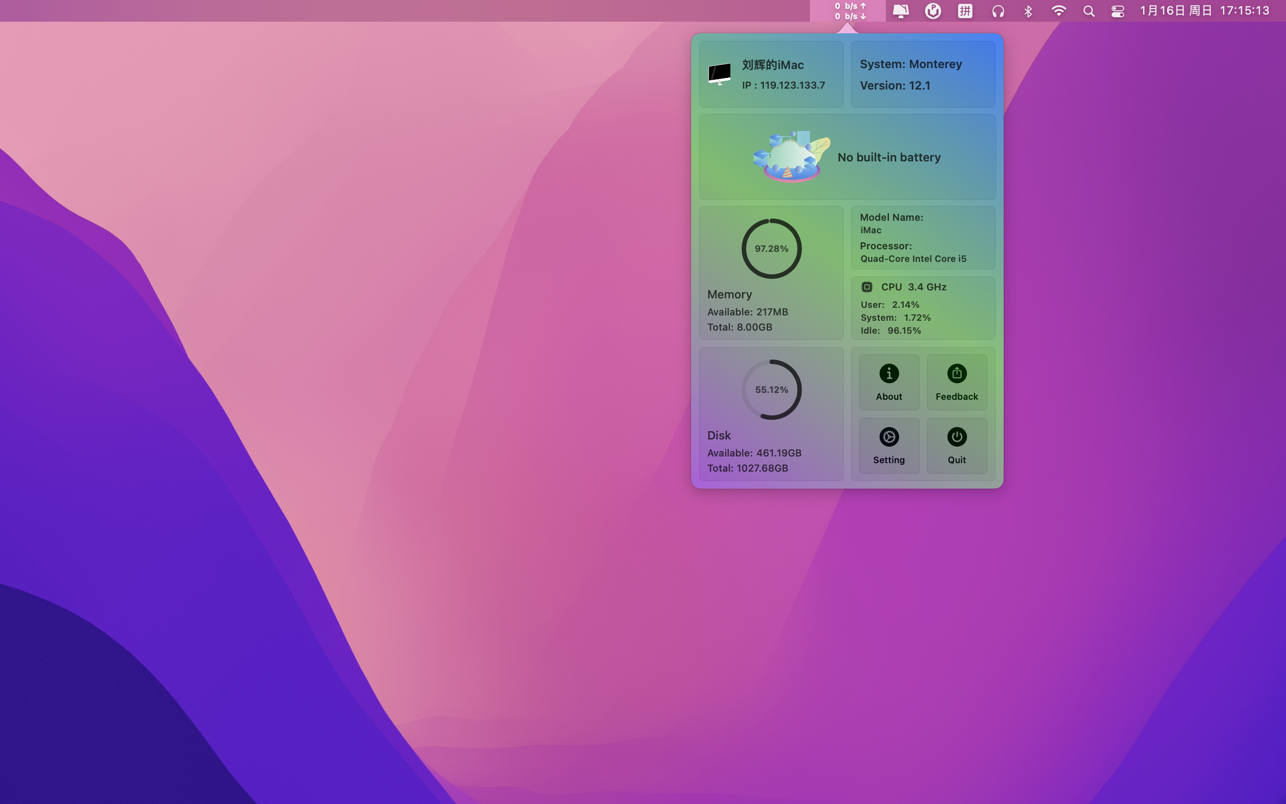 0 b/s ↑
0 b/s ↓
拼
1月16日 周日 17:15:13
刘辉的iMac
IP : 119.123.133.7
System: Monterey
Version: 12.1
No built-in battery
97.28%
Memory
Available: 217MB
Total: 8.00GB
Model Name:
iMac
Processor:
Quad-Core Intel Core i5
CPU 3.4 GHz
User: 2.14%
System: 1.72%
Idle: 96.15%
55.12%
Disk
Available: 461.19GB
Total: 1027.68GB
About
Feedback
Setting
Quit